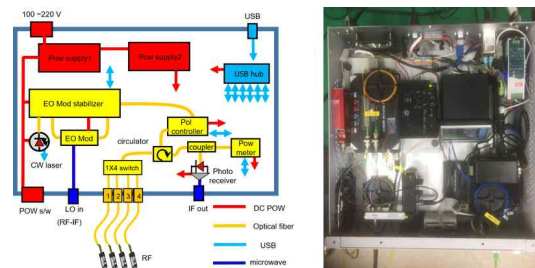 100 ~220 V
USB
Pow supply1
Pow supply2
USB hub
EO Mod stabilizer
EO Mod
Pol
controller
circulator
coupler
Pow
meter
CW laser
1X4 switch
Photo
receiver
POW s/w
LO in
(RF-IF)
1 2 3 4
IF out
RF
DC POW
Optical fiber
USB
microwave